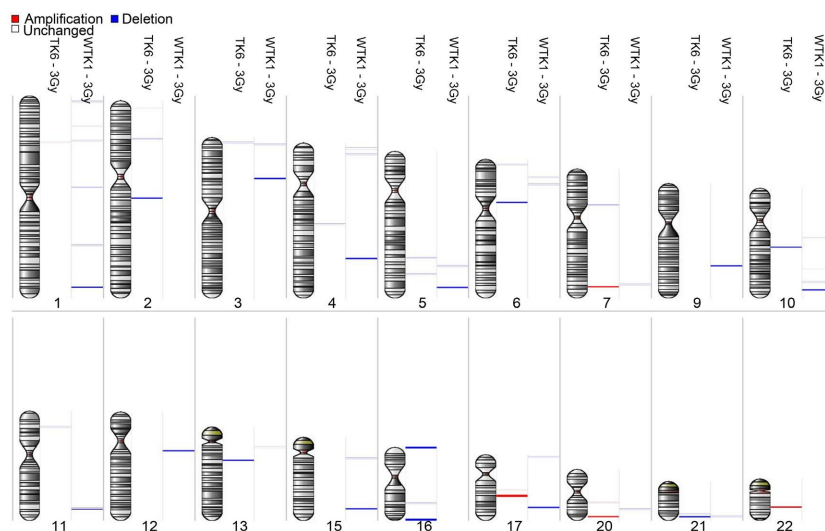 Amplification Deletion
Unchanged
TK6 - 3Gy WTK1 - 3Gy TK6 - 3Gy WTK1 - 3Gy TK6 - 3Gy WTK1 - 3Gy TK6 - 3Gy WTK1 - 3Gy TK6 - 3Gy WTK1 - 3Gy TK6 - 3Gy WTK1 - 3Gy TK6 - 3Gy WTK1 - 3Gy TK6 - 3Gy WTK1 - 3Gy TK6 - 3Gy WTK1 - 3Gy
1 2 3 4 5 6 7 9 10
11 12 13 15 16 17 20 21 22